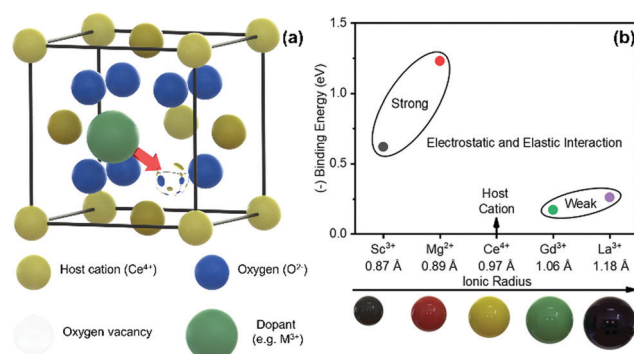 (a)
Host cation (Ce⁴⁺)
Oxygen (O²⁻)
Oxygen vacancy
Dopant
(e.g. M³⁺)
(b)
(-) Binding Energy (eV)
1.5
1.0
0.5
0.0
Strong
Electrostatic and Elastic Interaction
Host
Cation
Weak
Sc³⁺ Mg²⁺ Ce⁴⁺ Gd³⁺ La³⁺
0.87 Å 0.89 Å 0.97 Å 1.06 Å 1.18 Å
Ionic Radius